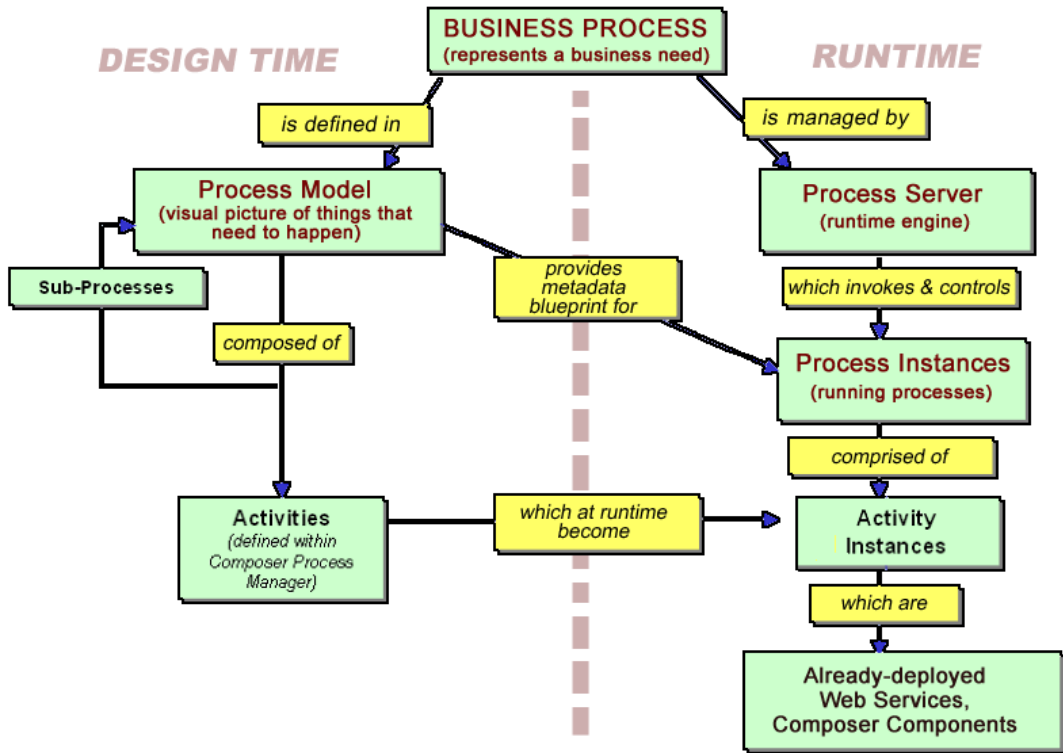 BUSINESS PROCESS
(represents a business need)
DESIGN TIME
RUNTIME
is defined in
is managed by
Process Model
(visual picture of things that
need to happen)
Process Server
(runtime engine)
Sub-Processes
provides
metadata
blueprint for
which invokes & controls
composed of
Process Instances
(running processes)
comprised of
Activities
(defined within
Composer Process
Manager)
which at runtime
become
Activity
Instances
which are
Already-deployed
Web Services,
Composer Components